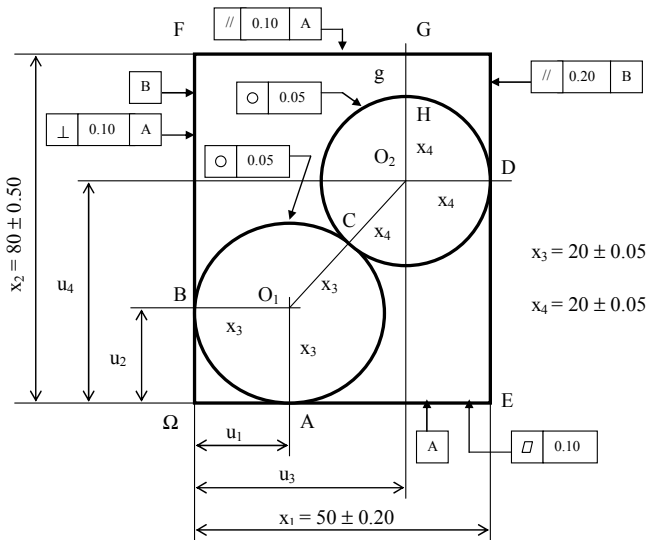 // 0.10 A
F
G
// 0.20 B
g
B
○ 0.05
H
⊥ 0.10 A
x₄
○ 0.05
O₂
D
x₄
C
x₄
x₂ = 80 ± 0.50
u₄
x₃ = 20 ± 0.05
B
O₁
x₃
x₄ = 20 ± 0.05
x₃
x₃
u₂
Ω
A
E
u₁
A
▱ 0.10
u₃
x₁ = 50 ± 0.20